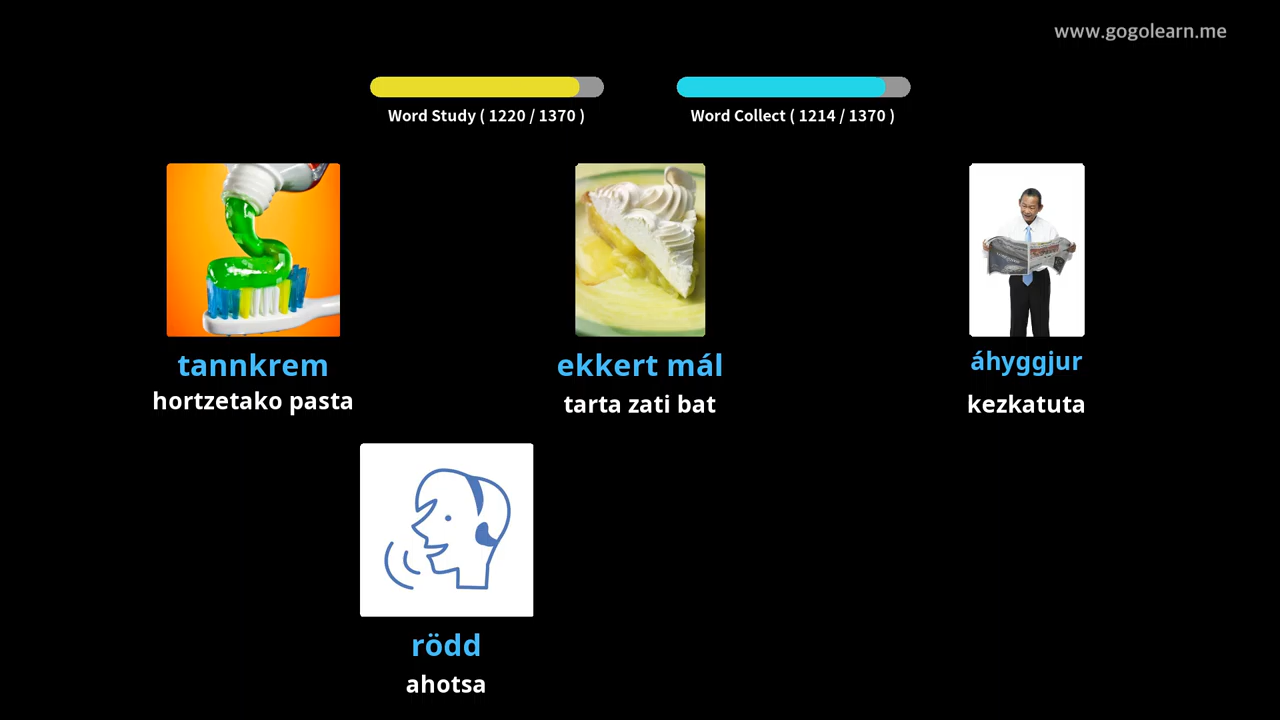 www.gogolearn.me
Word Study ( 1220 / 1370 )
Word Collect ( 1214 / 1370 )
tannkrem
hortzetako pasta
ekkert mál
tarta zati bat
áhyggjur
kezkatuta
rödd
ahotsa